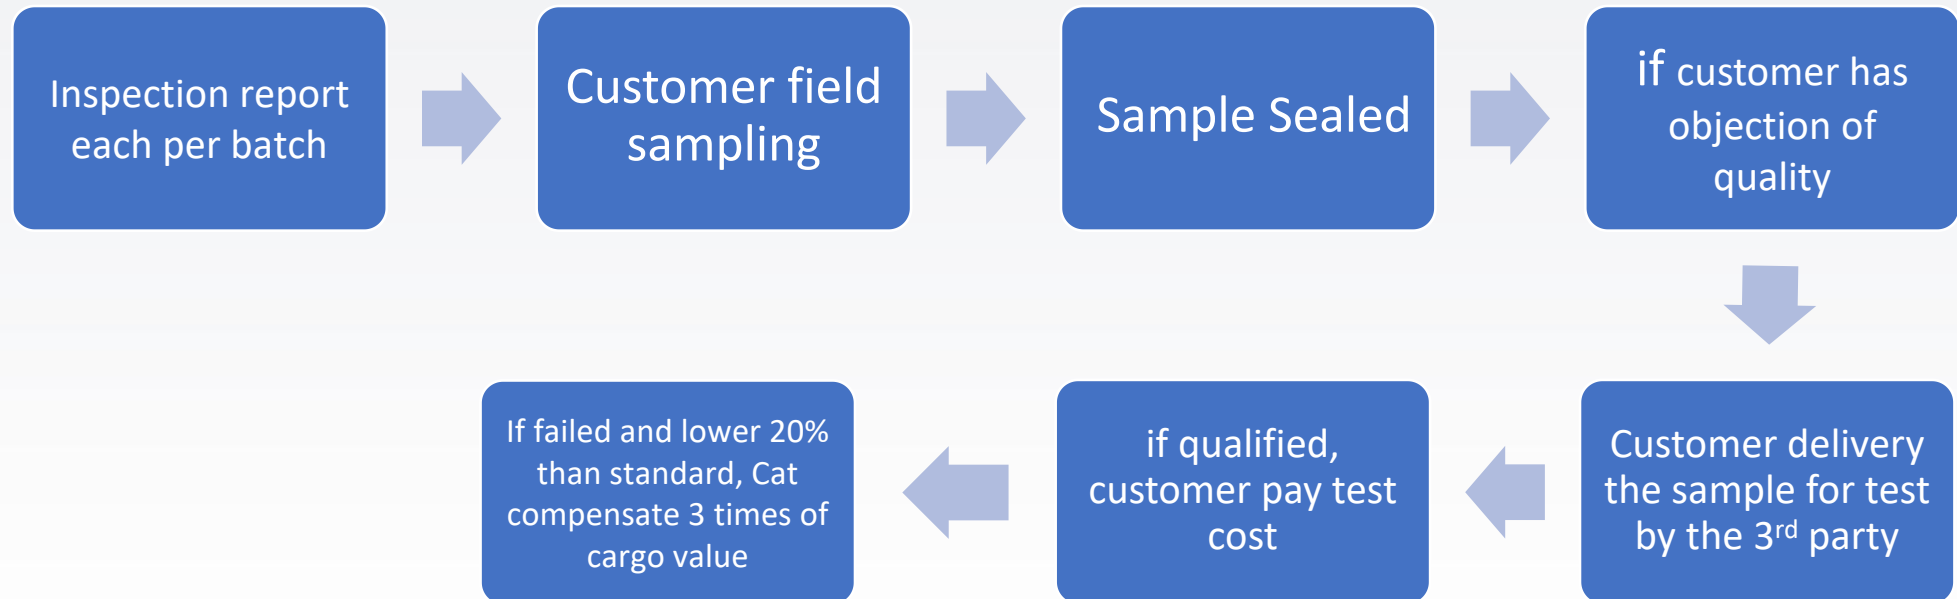 Inspection report
each per batch
Customer field
sampling
Sample Sealed
if customer has
objection of
quality
Customer delivery
the sample for test
by the 3rd party
if qualified,
customer pay test
cost
If failed and lower 20%
than standard, Cat
compensate 3 times of
cargo value